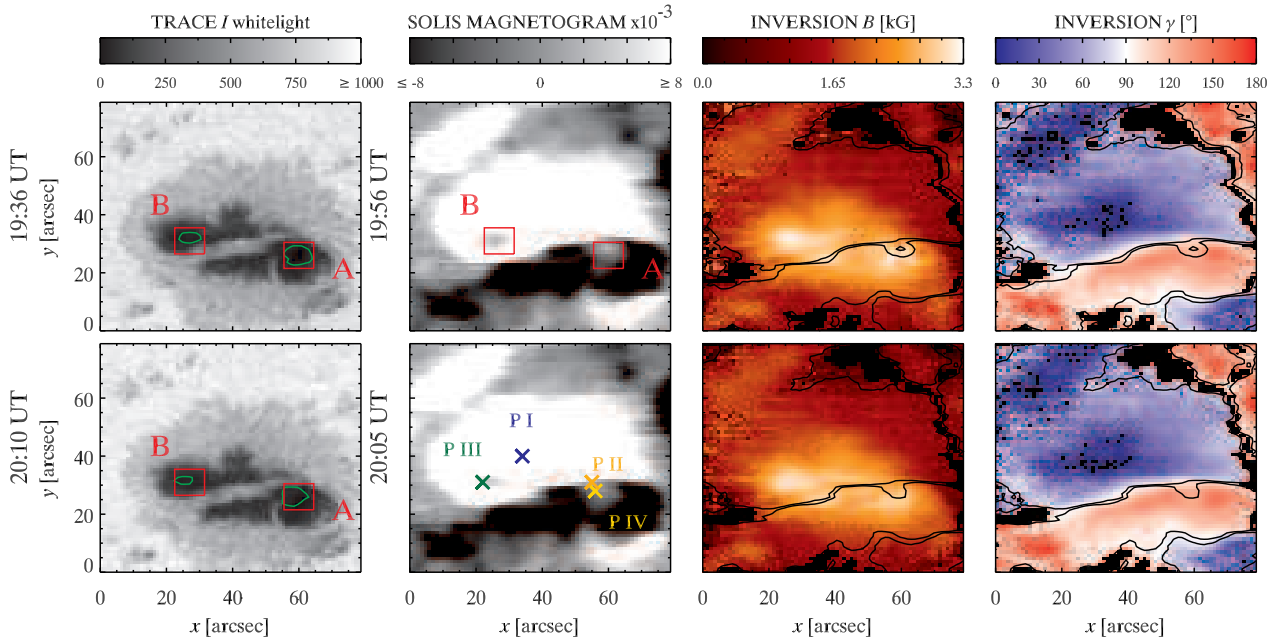 TRACE I whitelight
SOLIS MAGNETOGRAM x10⁻³
INVERSION B [kG]
INVERSION γ [°]
0 250 500 750 ≥ 1000
≤ -8 0 ≥ 8
0.0 1.65 3.3
0 30 60 90 120 150 180
19:36 UT
y [arcsec]
60
40
20
0
B
A
19:56 UT
B
A
20:10 UT
y [arcsec]
60
40
20
0
B
A
20:05 UT
P I
P III
P II
P IV
0 20 40 60
0 20 40 60
0 20 40 60
0 20 40 60
x [arcsec]
x [arcsec]
x [arcsec]
x [arcsec]